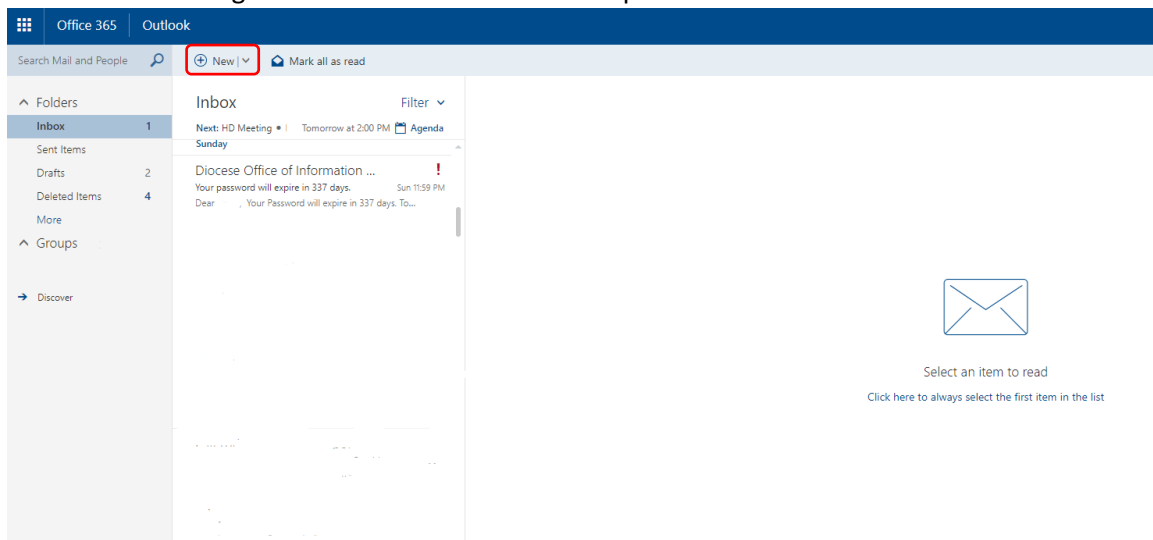 Office 365 Outlook
Search Mail and People New Mark all as read
Folders
Inbox 1
Sent Items
Drafts 2
Deleted Items 4
More
Groups
Discover
Inbox Filter
Next: HD Meeting • Tomorrow at 2:00 PM Agenda
Sunday
Diocese Office of Information ... !
Your password will expire in 337 days. Sun 11:59 PM
Dear , Your Password will expire in 337 days. To...
Select an item to read
Click here to always select the first item in the list